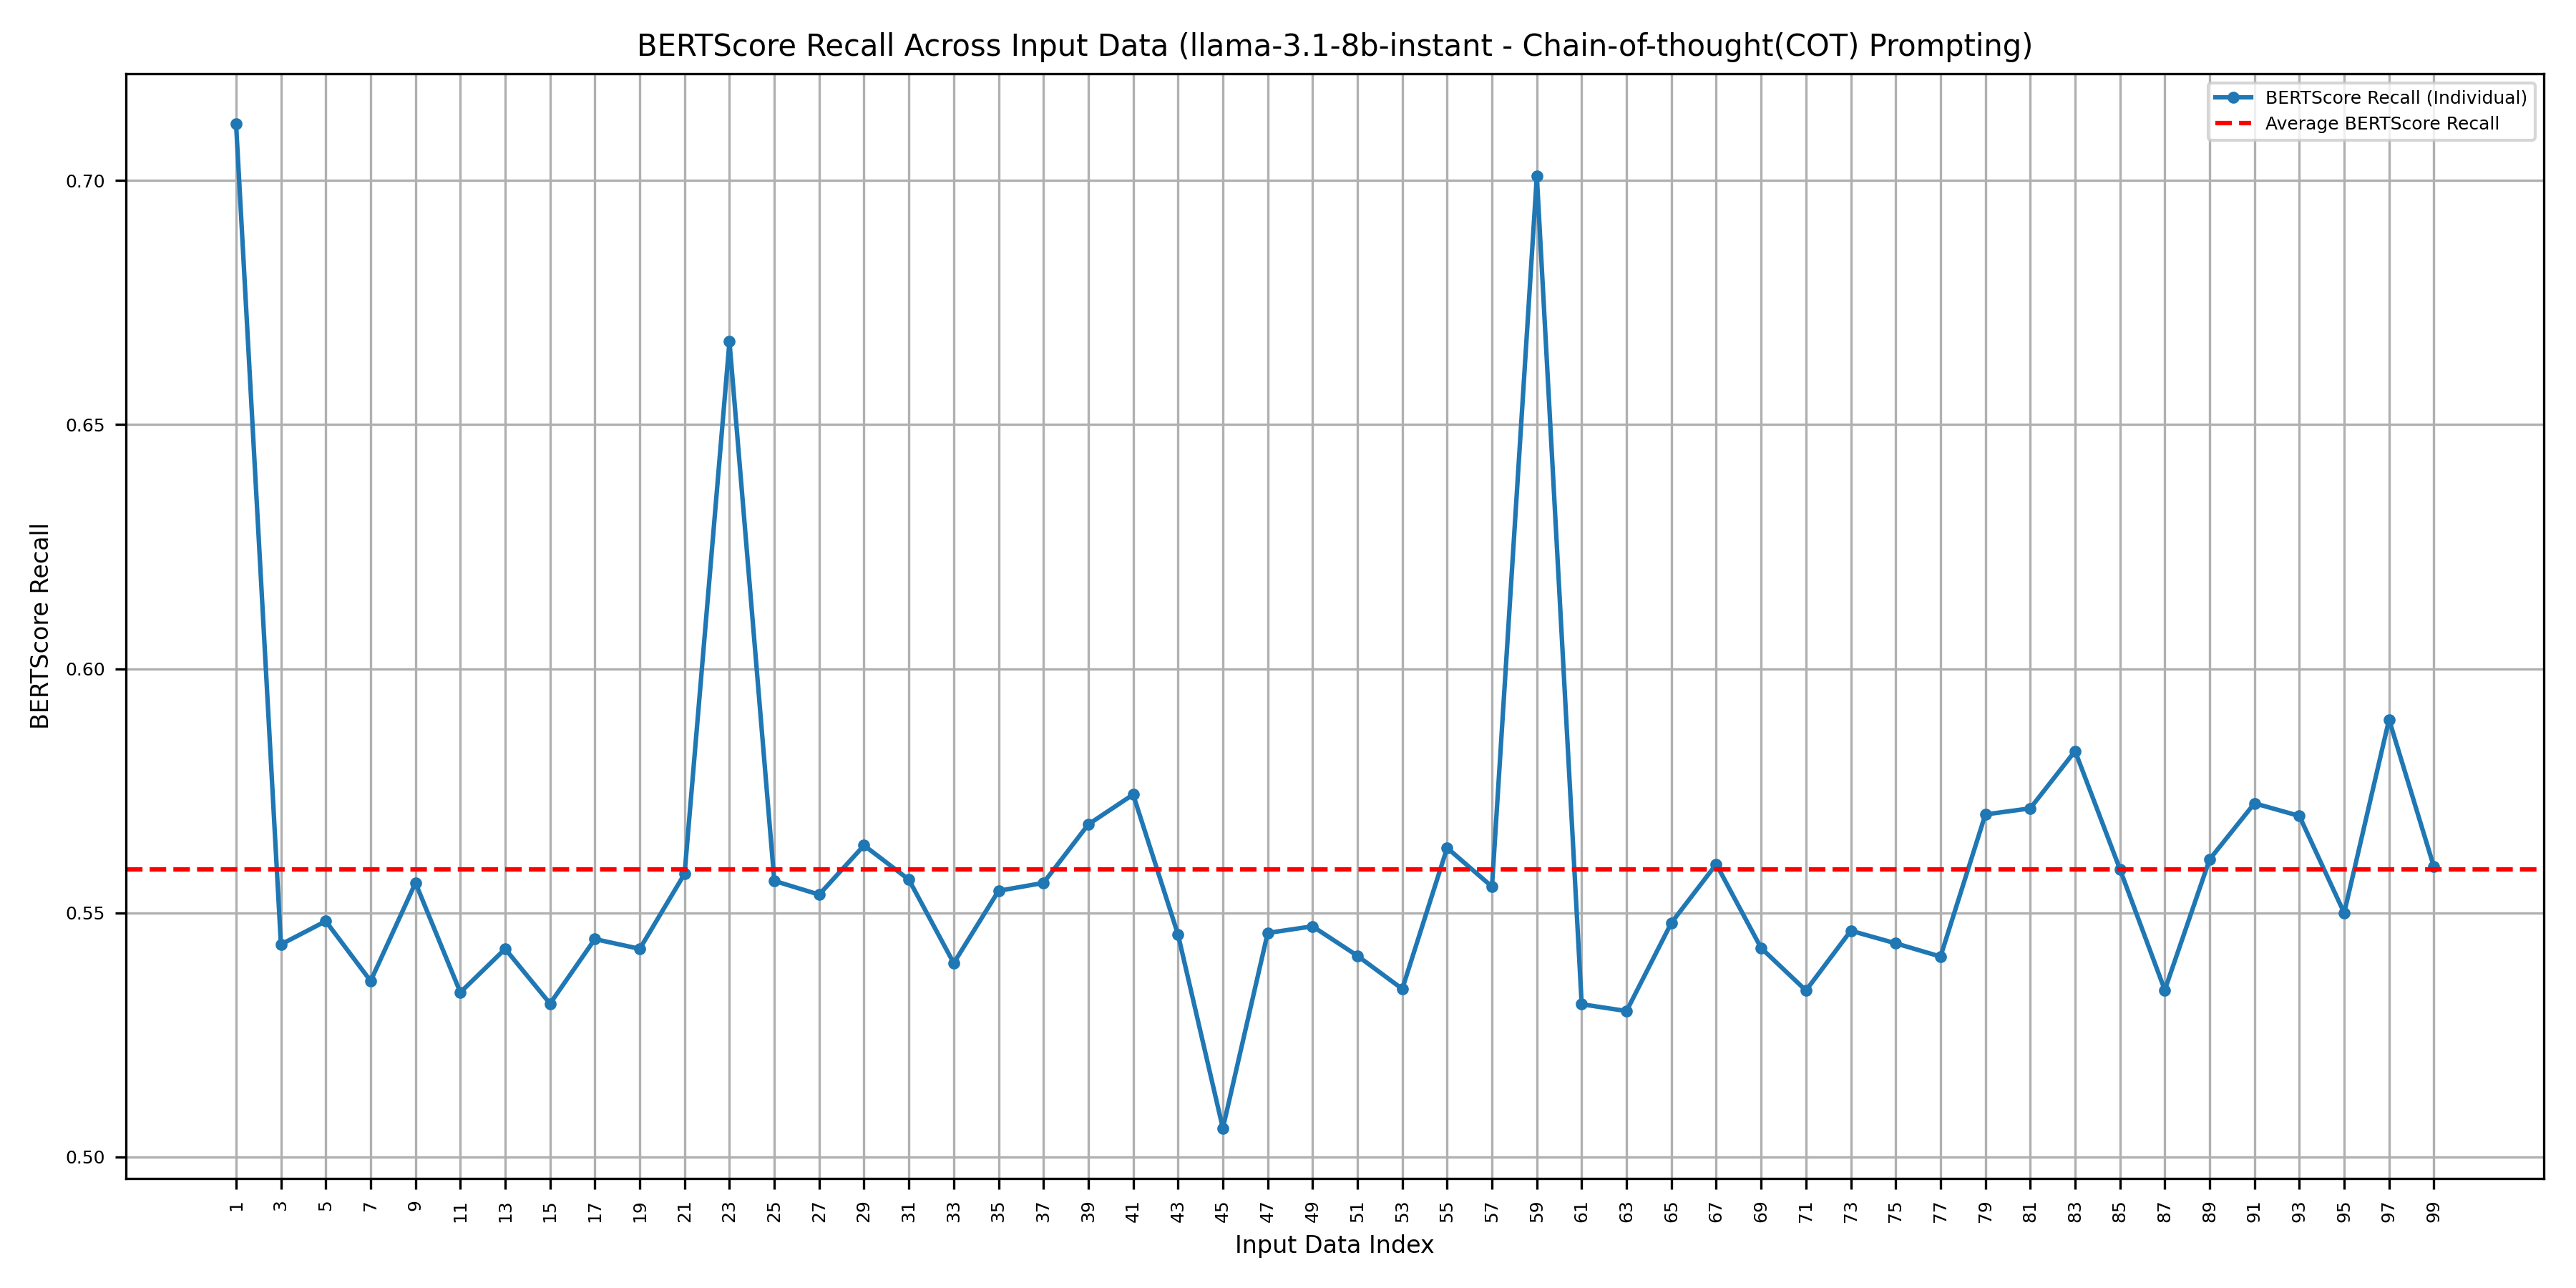 BERTScore Recall Across Input Data (llama-3.1-8b-instant - Chain-of-thought(COT) Prompting)
BERTScore Recall (Individual)
Average BERTScore Recall
BERTScore Recall
0.70
0.65
0.60
0.55
0.50
1 3 5 7 9 11 13 15 17 19 21 23 25 27 29 31 33 35 37 39 41 43 45 47 49 51 53 55 57 59 61 63 65 67 69 71 73 75 77 79 81 83 85 87 89 91 93 95 97 99
Input Data Index